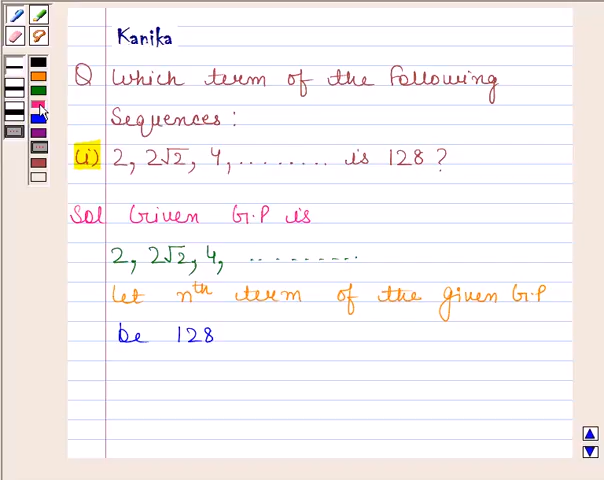 Kanika
Q Which term of the following
Sequences:
(i) 2, 2√2, 4, ......... is 128 ?
Sol Given G.P is
2, 2√2, 4, ..........
Let nth term of the given G.P
be 128